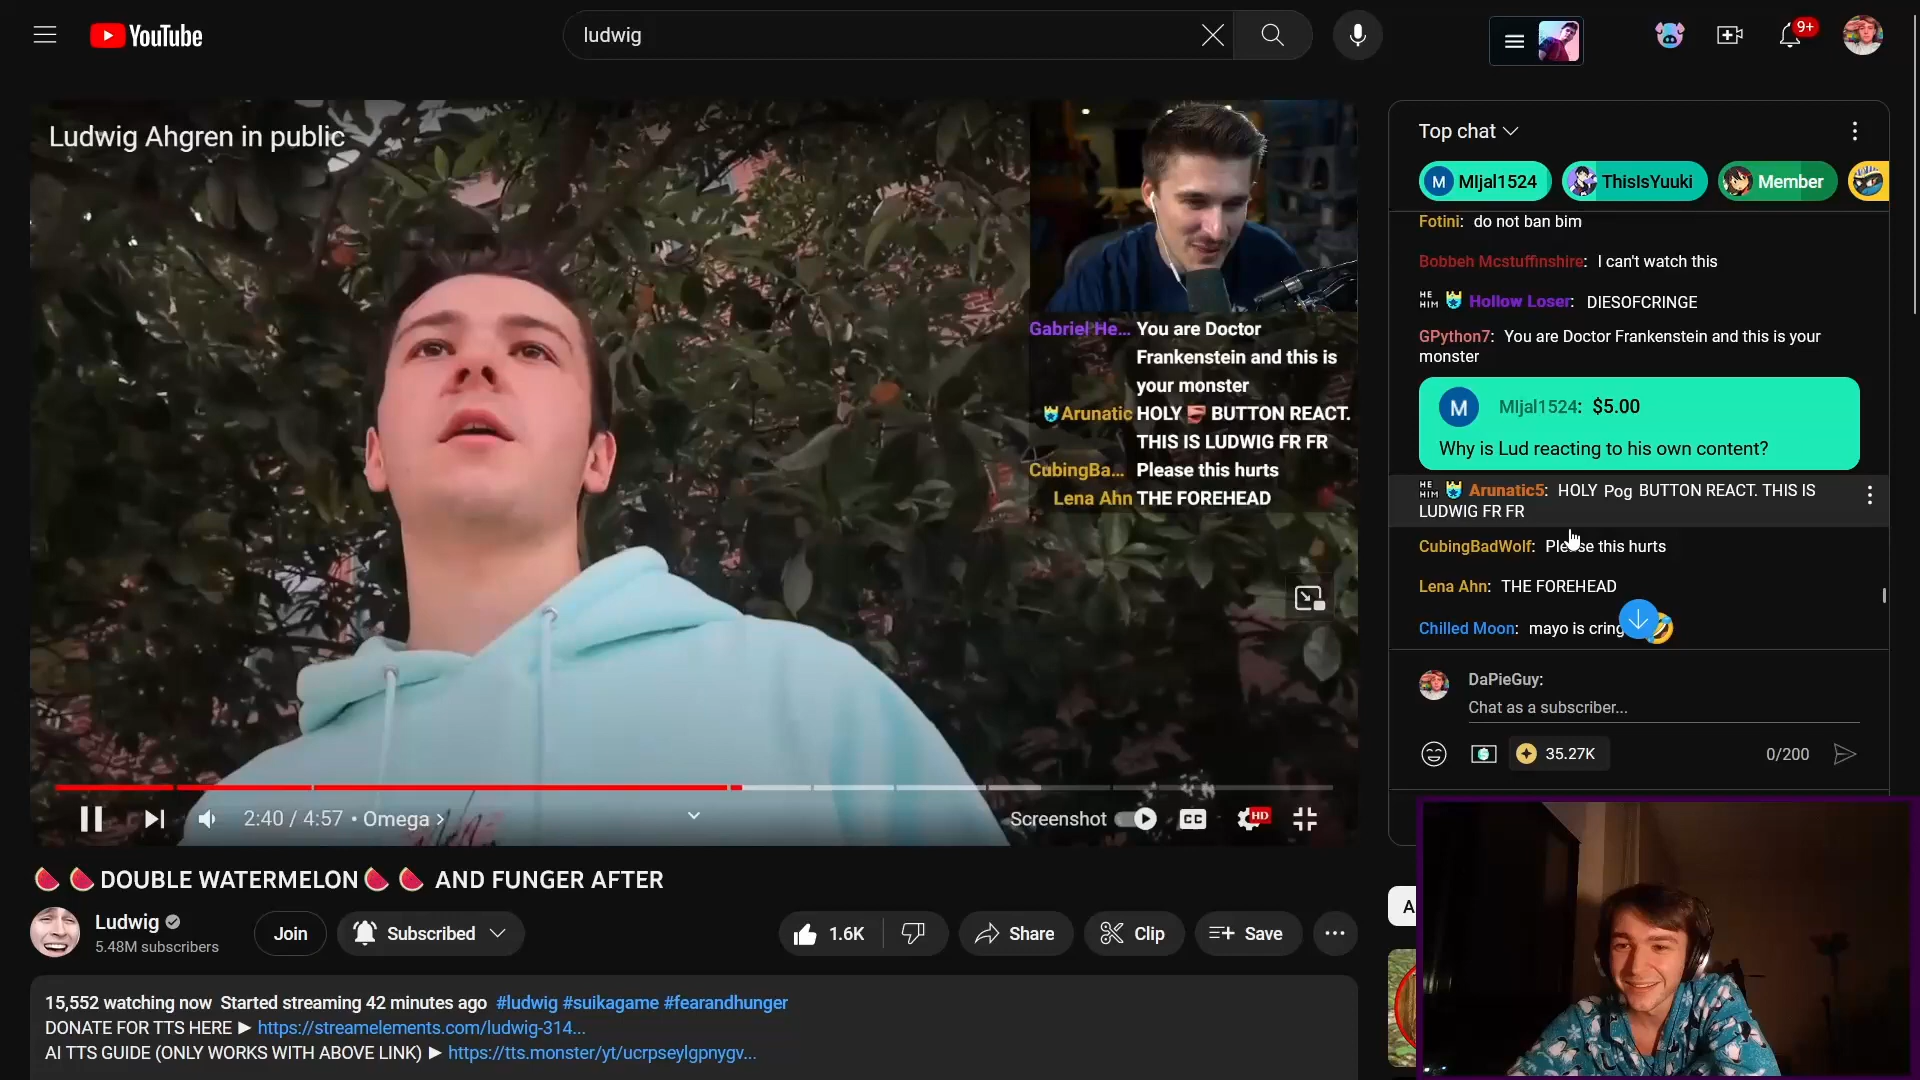 YouTube
ludwig
9+
Ludwig Ahgren in public
Gabriel He... You are Doctor
Frankenstein and this is
your monster
Arunatic HOLY BUTTON REACT.
THIS IS LUDWIG FR FR
CubingBa... Please this hurts
Lena Ahn THE FOREHEAD
2:40 / 4:57 • Omega >
Screenshot
CC
HD
Top chat
M MIjal1524
ThisIsYuuki
Member
Fotini: do not ban bim
Bobbeh Mcstuffinshire: I can't watch this
HE HIM Hollow Loser: DIESOFCRINGE
GPython7: You are Doctor Frankenstein and this is your
monster
M MIjal1524: $5.00
Why is Lud reacting to his own content?
HE HIM Arunatic5: HOLY Pog BUTTON REACT. THIS IS
LUDWIG FR FR
CubingBadWolf: Please this hurts
Lena Ahn: THE FOREHEAD
Chilled Moon: mayo is cring
DaPieGuy:
Chat as a subscriber...
35.27K
0/200
🍉 🍉 DOUBLE WATERMELON 🍉 🍉 AND FUNGER AFTER
Ludwig
5.48M subscribers
Join
Subscribed
1.6K
Share
Clip
Save
A
15,552 watching now Started streaming 42 minutes ago #ludwig #suikagame #fearandhunger
DONATE FOR TTS HERE ► https://streamelements.com/ludwig-314...
AI TTS GUIDE (ONLY WORKS WITH ABOVE LINK) ► https://tts.monster/yt/ucrpseylgpnygv...